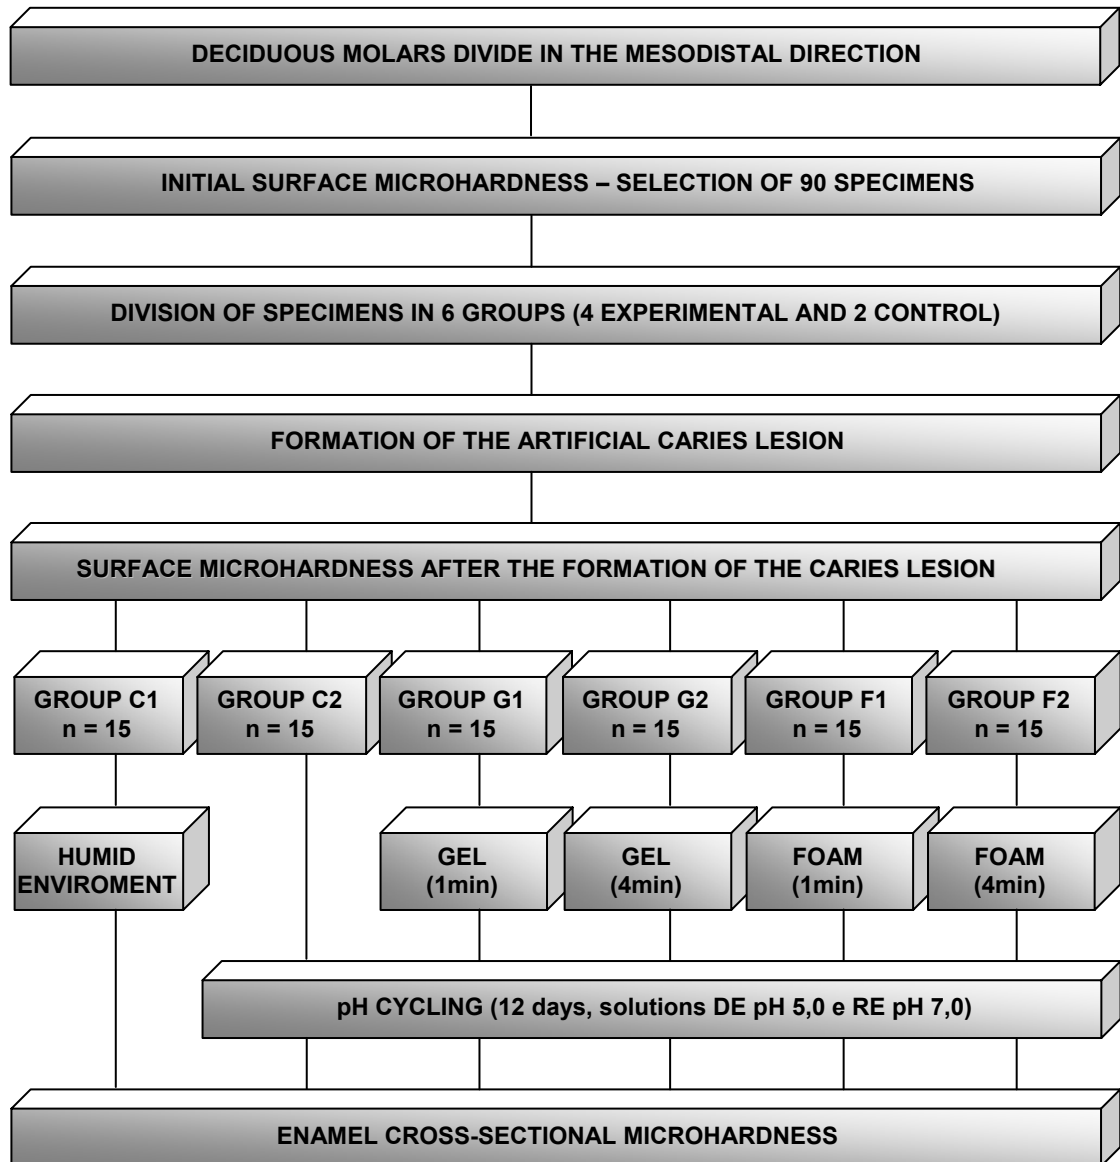 DECIDUOUS MOLARS DIVIDE IN THE MESODISTAL DIRECTION
INITIAL SURFACE MICROHARDNESS – SELECTION OF 90 SPECIMENS
DIVISION OF SPECIMENS IN 6 GROUPS (4 EXPERIMENTAL AND 2 CONTROL)
FORMATION OF THE ARTIFICIAL CARIES LESION
SURFACE MICROHARDNESS AFTER THE FORMATION OF THE CARIES LESION
GROUP C1
n = 15
GROUP C2
n = 15
GROUP G1
n = 15
GROUP G2
n = 15
GROUP F1
n = 15
GROUP F2
n = 15
HUMID
ENVIROMENT
GEL
(1min)
GEL
(4min)
FOAM
(1min)
FOAM
(4min)
pH CYCLING (12 days, solutions DE pH 5,0 e RE pH 7,0)
ENAMEL CROSS-SECTIONAL MICROHARDNESS